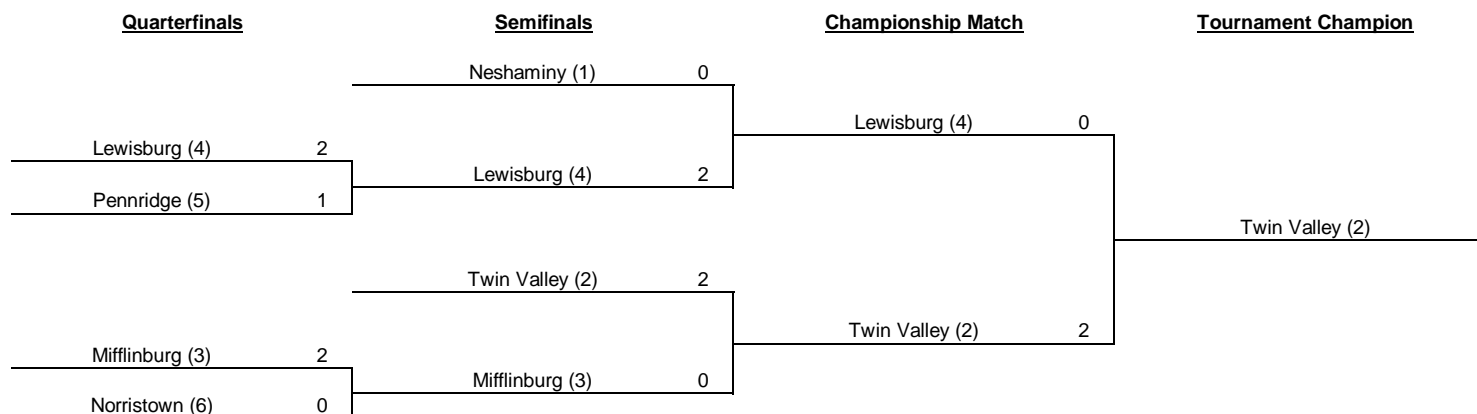 Quarterfinals Semifinals Championship Match Tournament Champion
Neshaminy (1) 0
Lewisburg (4) 0
Lewisburg (4) 2
Lewisburg (4) 2
Pennridge (5) 1
Twin Valley (2)
Twin Valley (2) 2
Twin Valley (2) 2
Mifflinburg (3) 2
Mifflinburg (3) 0
Norristown (6) 0